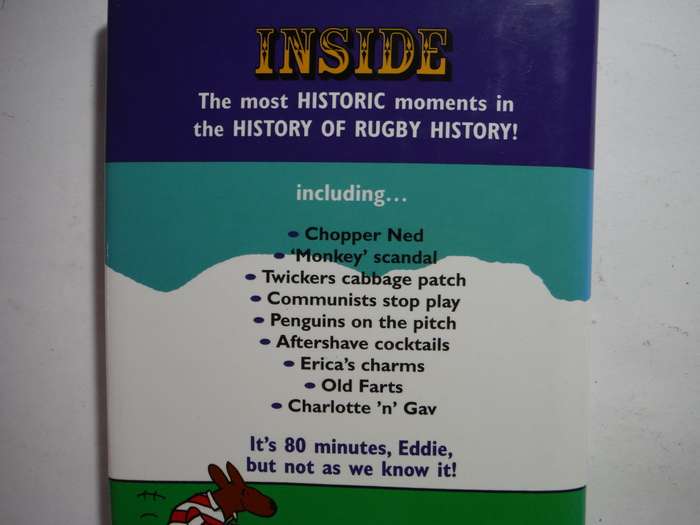 INSIDE
The most HISTORIC moments in
the HISTORY OF RUGBY HISTORY!
including...
• Chopper Ned
• 'Monkey' scandal
• Twickers cabbage patch
• Communists stop play
• Penguins on the pitch
• Aftershave cocktails
• Erica's charms
• Old Farts
• Charlotte 'n' Gav
It's 80 minutes, Eddie,
but not as we know it!